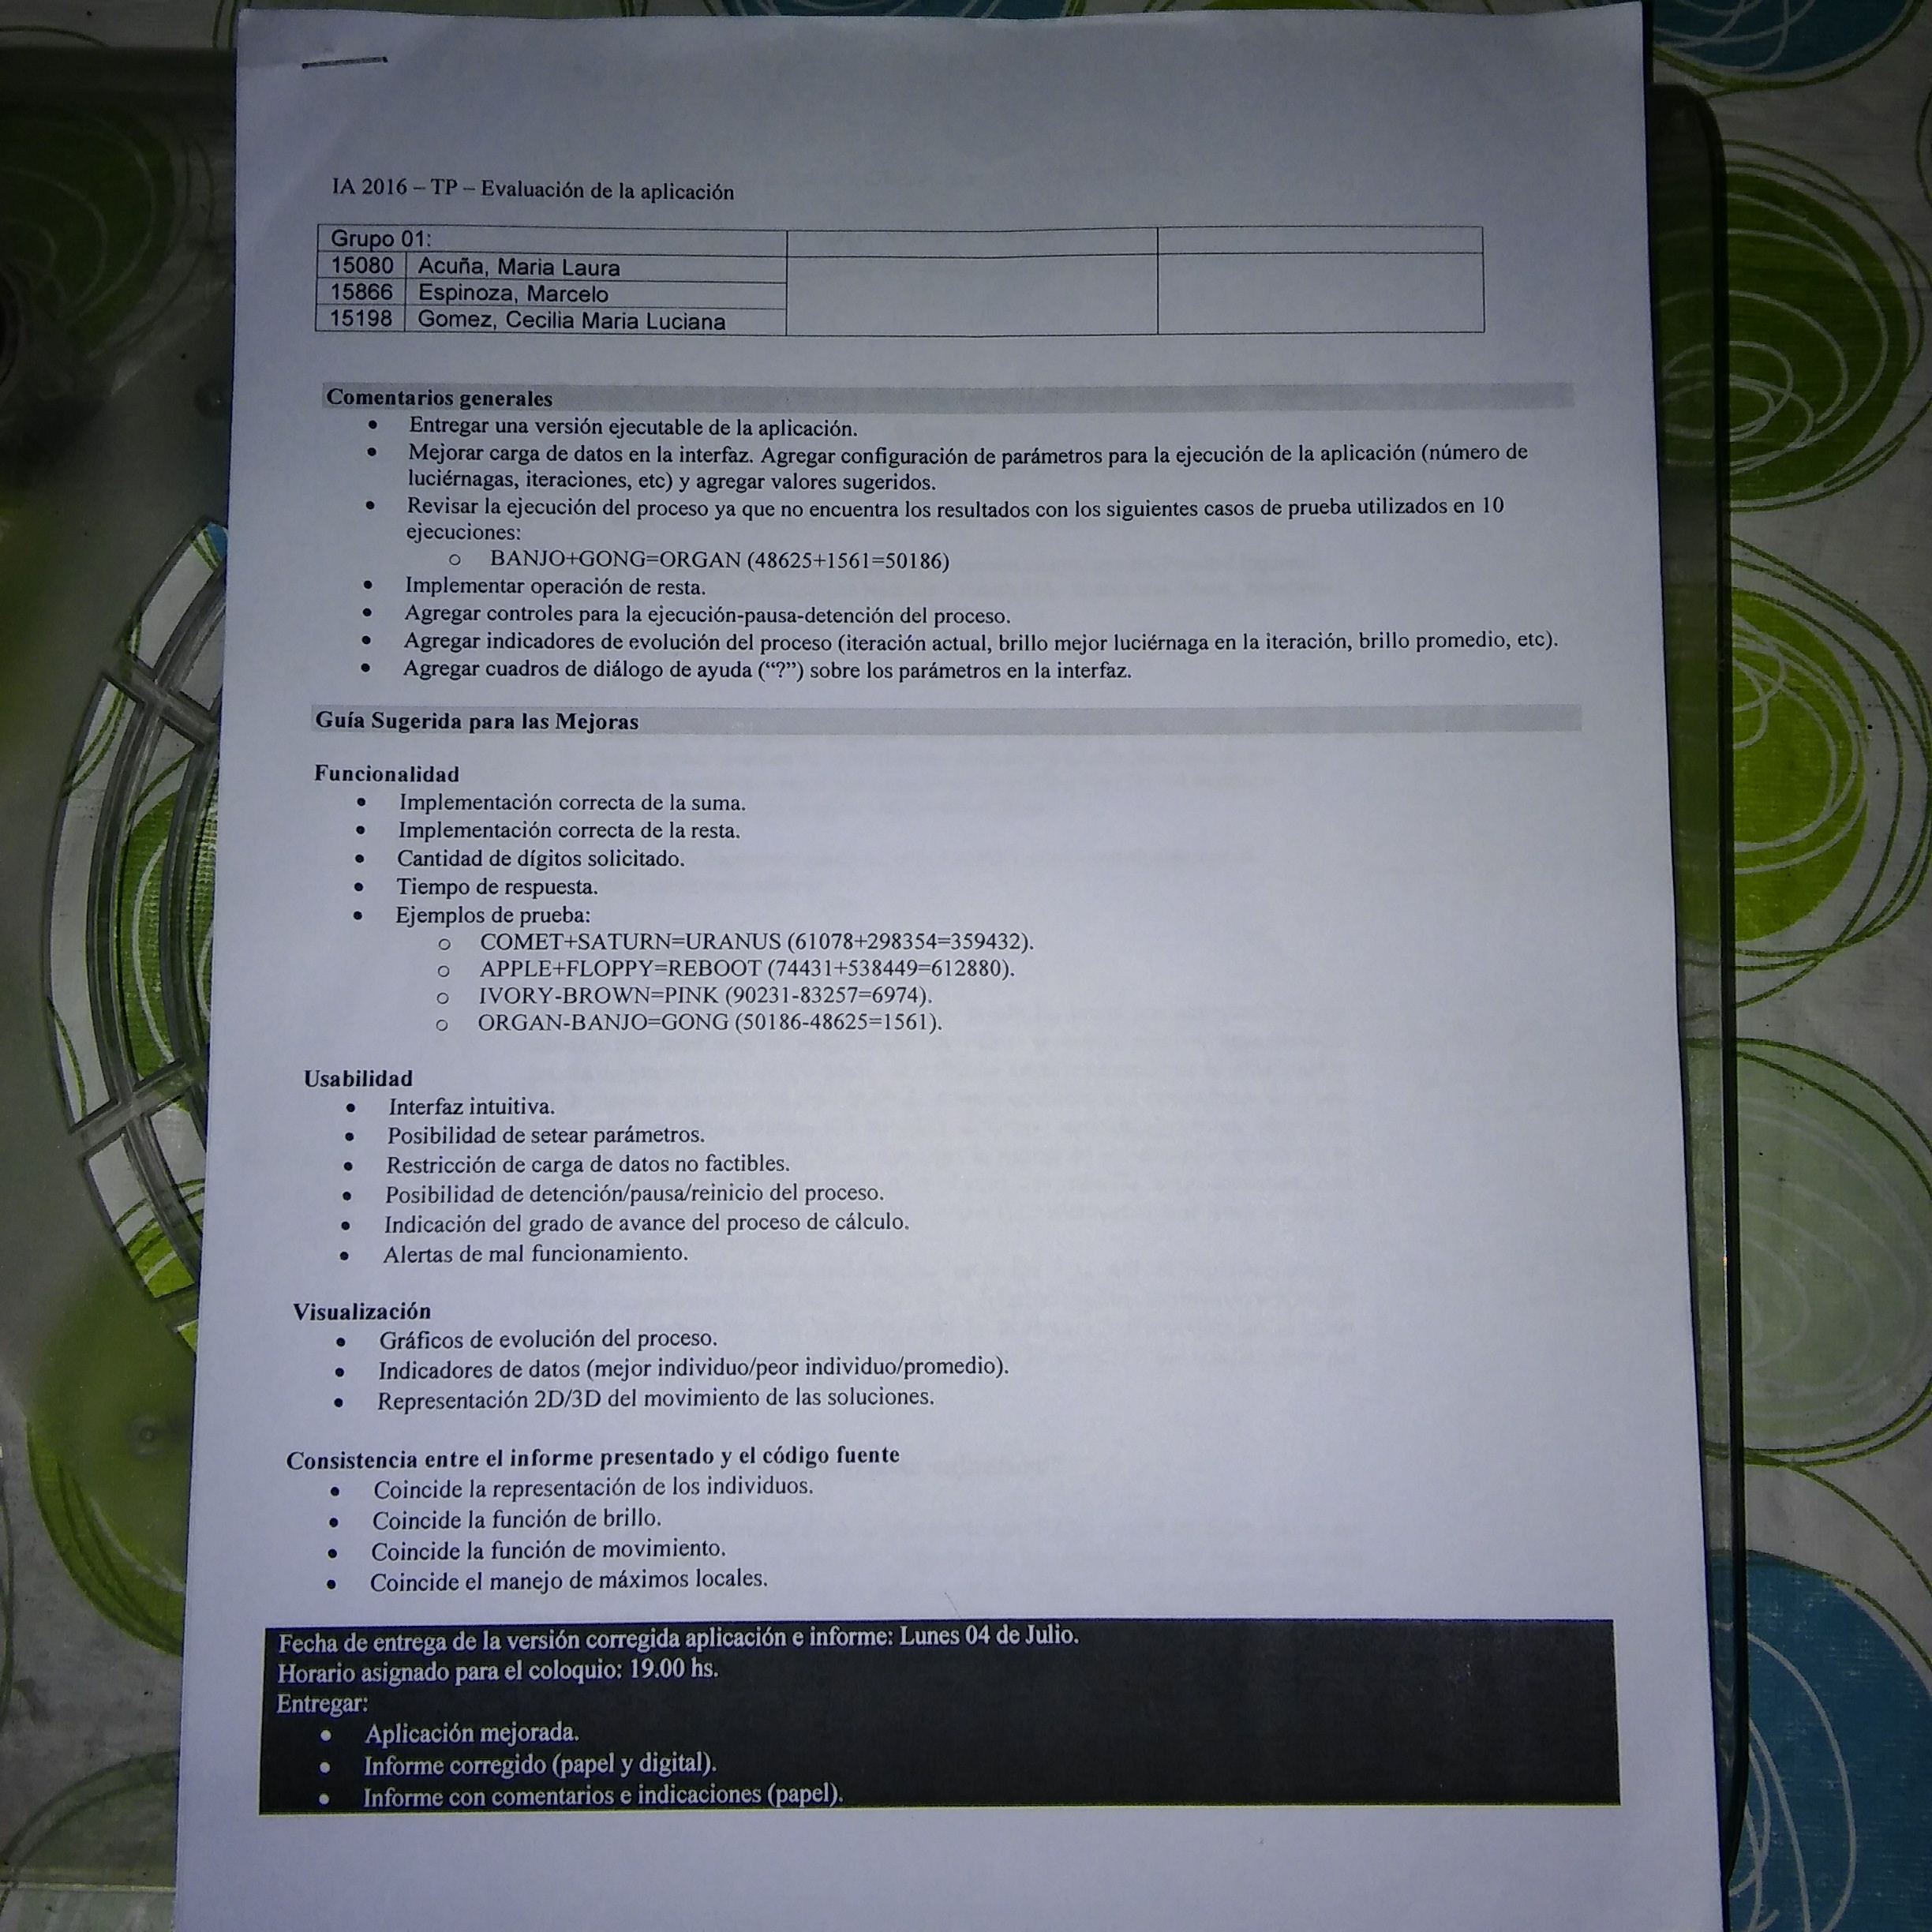 IA 2016 – TP – Evaluación de la aplicación
Grupo 01:
15080 Acuña, Maria Laura
15866 Espinoza, Marcelo
15198 Gomez, Cecilia Maria Luciana
Comentarios generales
• Entregar una versión ejecutable de la aplicación.
• Mejorar carga de datos en la interfaz. Agregar configuración de parámetros para la ejecución de la aplicación (número de
luciérnagas, iteraciones, etc) y agregar valores sugeridos.
• Revisar la ejecución del proceso ya que no encuentra los resultados con los siguientes casos de prueba utilizados en 10
ejecuciones:
o BANJO+GONG=ORGAN (48625+1561=50186)
• Implementar operación de resta.
• Agregar controles para la ejecución-pausa-detención del proceso.
• Agregar indicadores de evolución del proceso (iteración actual, brillo mejor luciérnaga en la iteración, brillo promedio, etc).
• Agregar cuadros de diálogo de ayuda (“?”) sobre los parámetros en la interfaz.
Guía Sugerida para las Mejoras
Funcionalidad
• Implementación correcta de la suma.
• Implementación correcta de la resta.
• Cantidad de dígitos solicitado.
• Tiempo de respuesta.
• Ejemplos de prueba:
o COMET+SATURN=URANUS (61078+298354=359432).
o APPLE+FLOPPY=REBOOT (74431+538449=612880).
o IVORY-BROWN=PINK (90231-83257=6974).
o ORGAN-BANJO=GONG (50186-48625=1561).
Usabilidad
• Interfaz intuitiva.
• Posibilidad de setear parámetros.
• Restricción de carga de datos no factibles.
• Posibilidad de detención/pausa/reinicio del proceso.
• Indicación del grado de avance del proceso de cálculo.
• Alertas de mal funcionamiento.
Visualización
• Gráficos de evolución del proceso.
• Indicadores de datos (mejor individuo/peor individuo/promedio).
• Representación 2D/3D del movimiento de las soluciones.
Consistencia entre el informe presentado y el código fuente
• Coincide la representación de los individuos.
• Coincide la función de brillo.
• Coincide la función de movimiento.
• Coincide el manejo de máximos locales.
Fecha de entrega de la versión corregida aplicación e informe: Lunes 04 de Julio.
Horario asignado para el coloquio: 19.00 hs.
Entregar:
• Aplicación mejorada.
• Informe corregido (papel y digital).
• Informe con comentarios e indicaciones (papel).